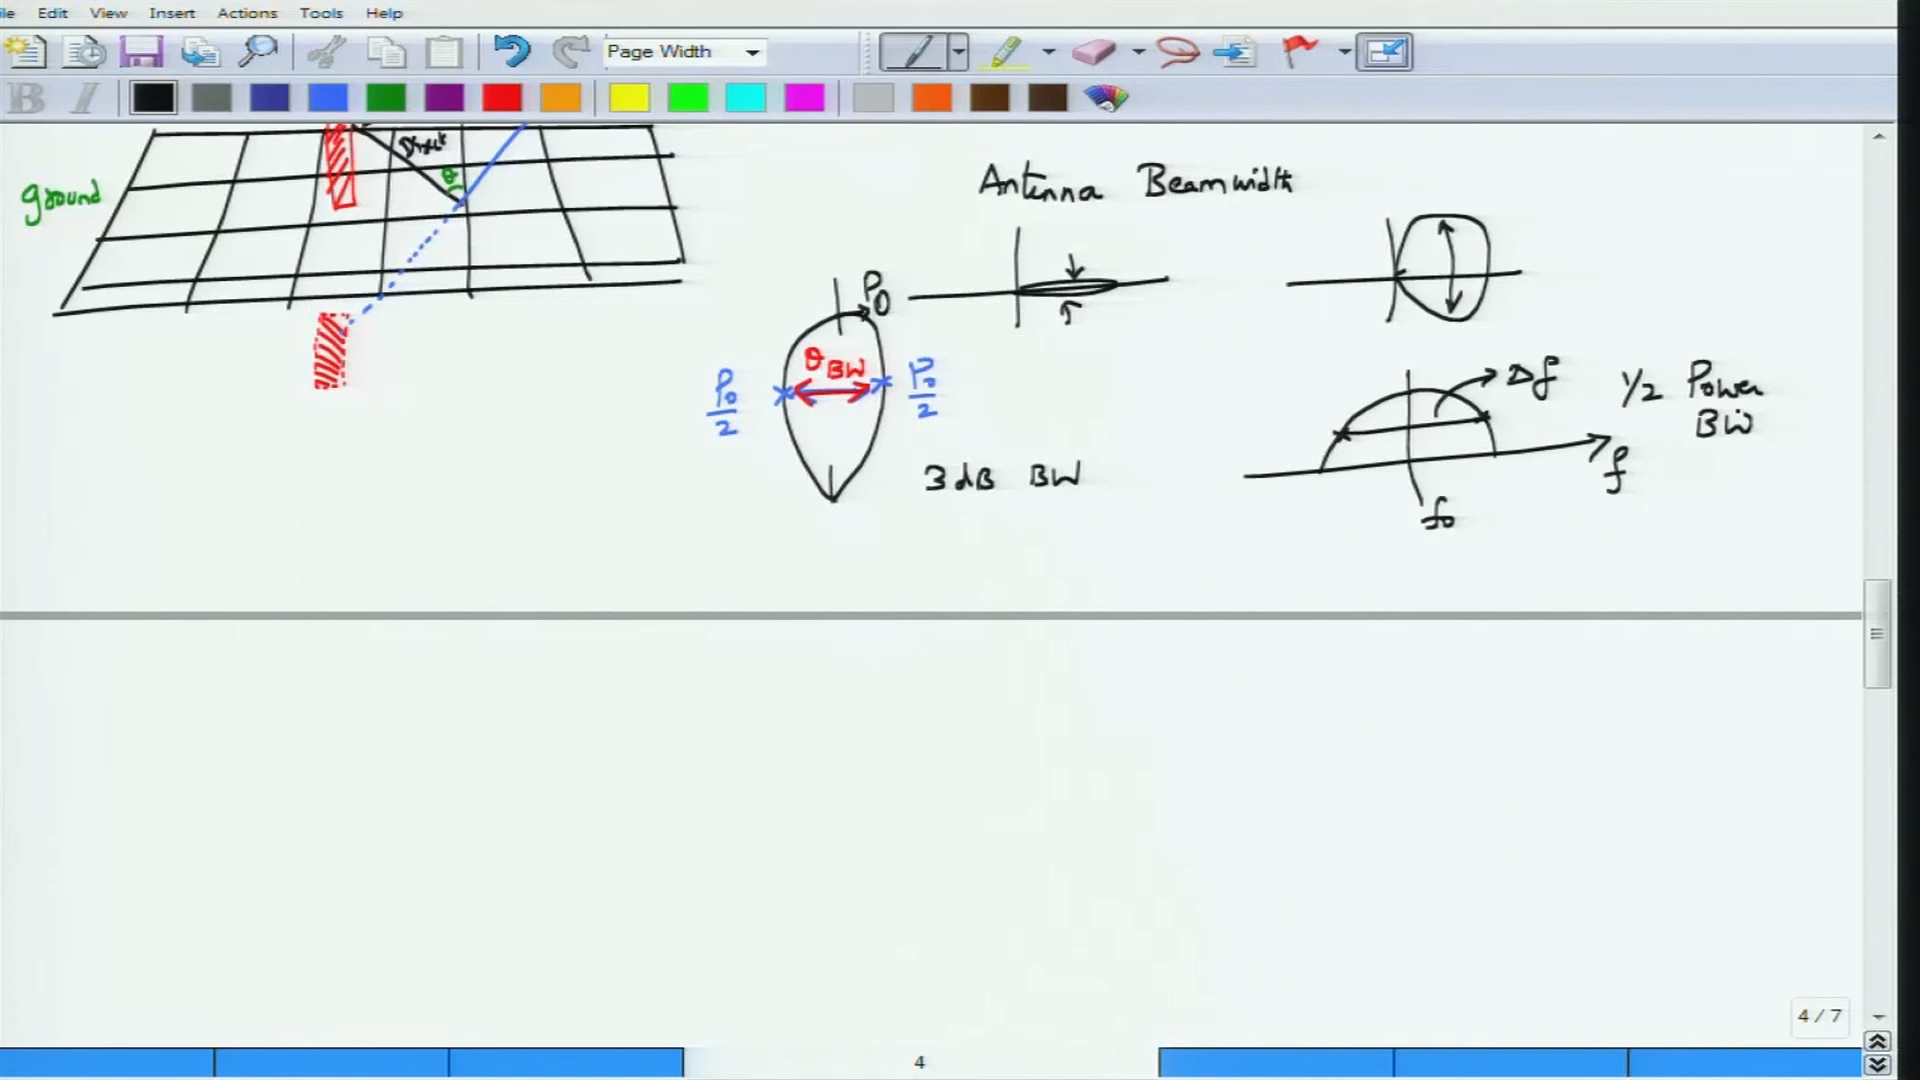 File Edit View Insert Actions Tools Help
Page Width
B I
ground
Direct
θ
Antenna Beamwidth
P0
θBW
P0/2
P0/2
3dB BW
Δf
1/2 Power
BW
f
f0
4 / 7
4